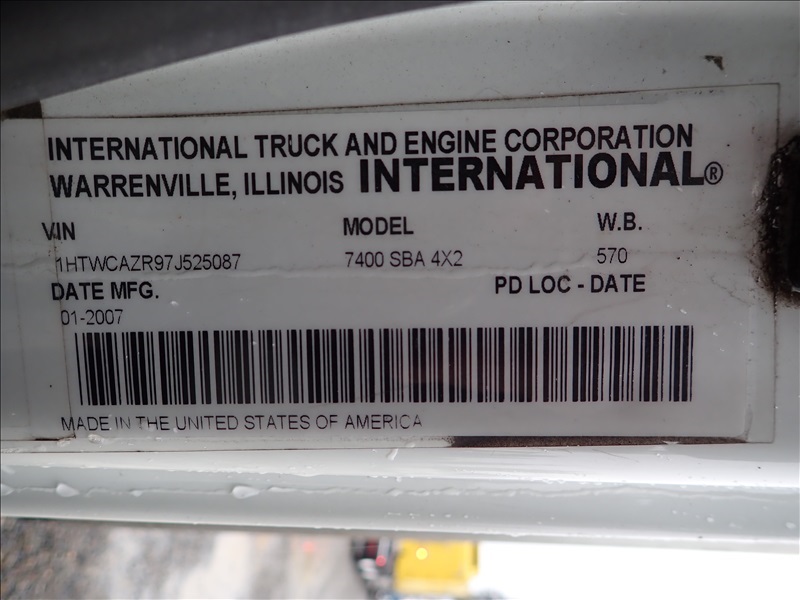 INTERNATIONAL TRUCK AND ENGINE CORPORATION
WARRENVILLE, ILLINOIS INTERNATIONAL®
VIN MODEL W.B.
1HTWCAZR97J525087 7400 SBA 4X2 570
DATE MFG. PD LOC - DATE
01-2007
MADE IN THE UNITED STATES OF AMERICA